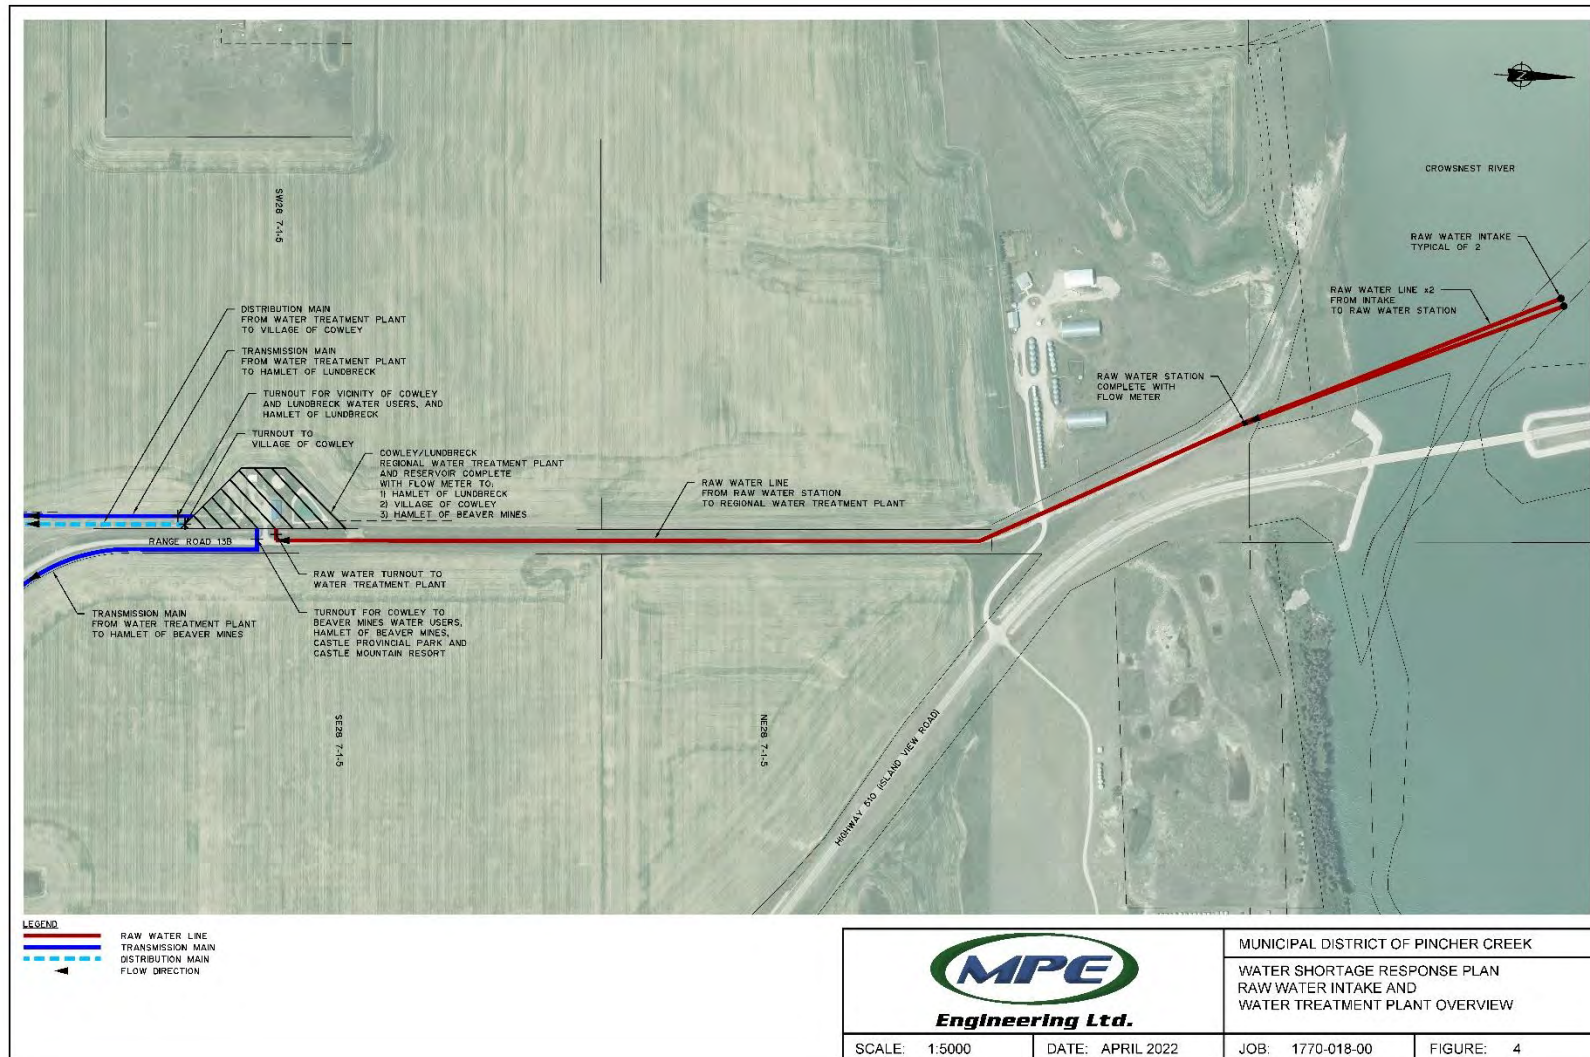 N
CROWSNEST RIVER
RAW WATER INTAKE
TYPICAL OF 2
RAW WATER LINE x2
FROM INTAKE
TO RAW WATER STATION
RAW WATER STATION
COMPLETE WITH
FLOW METER
SW28 7-1-5
DISTRIBUTION MAIN
FROM WATER TREATMENT PLANT
TO VILLAGE OF COWLEY
TRANSMISSION MAIN
FROM WATER TREATMENT PLANT
TO HAMLET OF LUNDBRECK
TURNOUT FOR VICINITY OF COWLEY
AND LUNDBRECK WATER USERS, AND
HAMLET OF LUNDBRECK
TURNOUT TO
VILLAGE OF COWLEY
COWLEY/LUNDBRECK
REGIONAL WATER TREATMENT PLANT
AND RESERVOIR COMPLETE
WITH FLOW METER TO:
1) HAMLET OF LUNDBRECK
2) VILLAGE OF COWLEY
3) HAMLET OF BEAVER MINES
RAW WATER LINE
FROM RAW WATER STATION
TO REGIONAL WATER TREATMENT PLANT
RANGE ROAD 13B
RAW WATER TURNOUT TO
WATER TREATMENT PLANT
TRANSMISSION MAIN
FROM WATER TREATMENT PLANT
TO HAMLET OF BEAVER MINES
TURNOUT FOR COWLEY TO
BEAVER MINES WATER USERS,
HAMLET OF BEAVER MINES,
CASTLE PROVINCIAL PARK AND
CASTLE MOUNTAIN RESORT
SE28 7-1-5
NE28 7-1-5
HIGHWAY 510 (ISLAND VIEW ROAD)
LEGEND
RAW WATER LINE
TRANSMISSION MAIN
DISTRIBUTION MAIN
FLOW DIRECTION
MPE
Engineering Ltd.
MUNICIPAL DISTRICT OF PINCHER CREEK
WATER SHORTAGE RESPONSE PLAN
RAW WATER INTAKE AND
WATER TREATMENT PLANT OVERVIEW
SCALE: 1:5000
DATE: APRIL 2022
JOB: 1770-018-00
FIGURE: 4